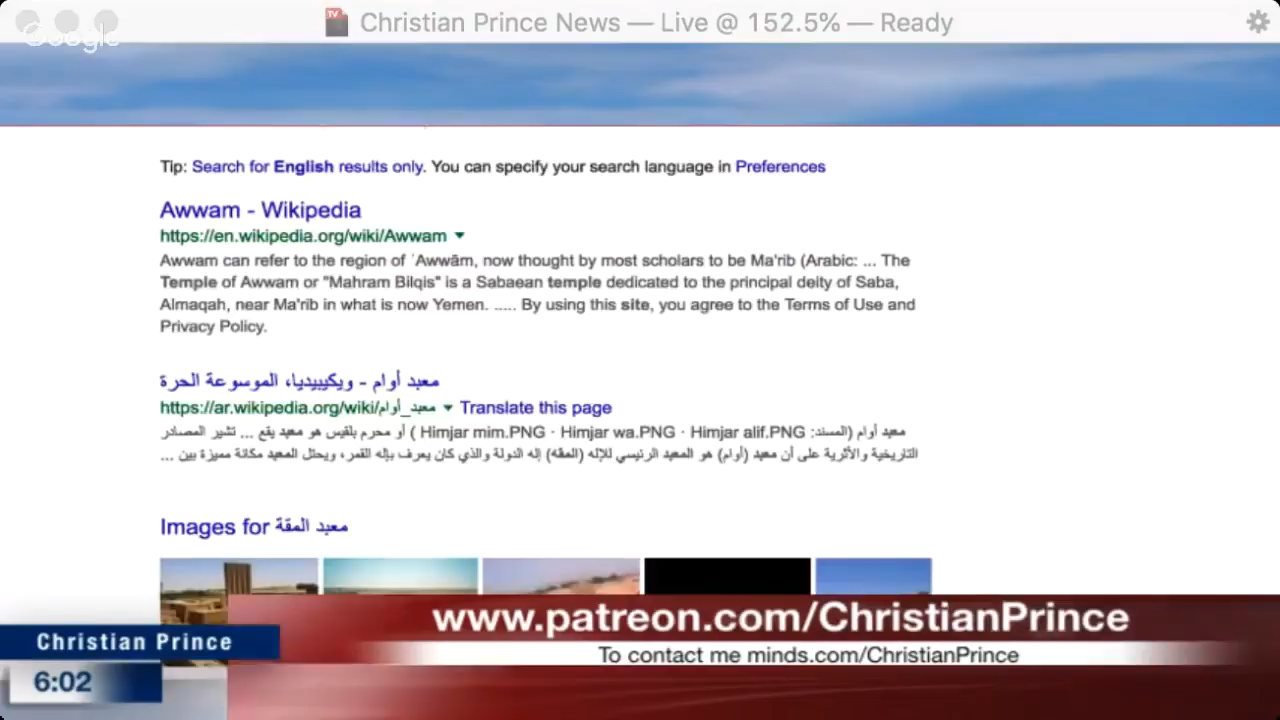 Christian Prince News — Live @ 152.5% — Ready
Google
Tip: Search for English results only. You can specify your search language in Preferences
Awwam - Wikipedia
https://en.wikipedia.org/wiki/Awwam
Awwam can refer to the region of ʾAwwām, now thought by most scholars to be Ma'rib (Arabic: ... The
Temple of Awwam or "Mahram Bilqis" is a Sabaean temple dedicated to the principal deity of Saba,
Almaqah, near Ma'rib in what is now Yemen. ..... By using this site, you agree to the Terms of Use and
Privacy Policy.
معبد أوام - ويكيبيديا، الموسوعة الحرة
https://ar.wikipedia.org/wiki/معبد_أوام Translate this page
معبد أوام (المسند: Himjar mim.PNG · Himjar wa.PNG · Himjar alif.PNG ) أو محرم بلقيس هو معبد يقع ... تشير المصادر
التاريخية والأثرية على أن معبد (أوام) هو المعبد الرئيسي للإله (المقه) إله الدولة والذي كان يعرف بإله القمر، ويحتل المعبد مكانة مميزة بين ...
Images for معبد المقة
www.patreon.com/ChristianPrince
Christian Prince
To contact me minds.com/ChristianPrince
6:02